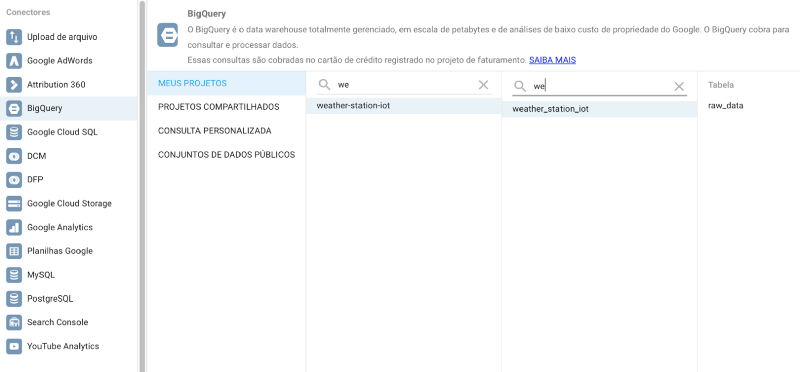 Conectores
Upload de arquivo
Google AdWords
Attribution 360
BigQuery
Google Cloud SQL
DCM
DFP
Google Cloud Storage
Google Analytics
Planilhas Google
MySQL
PostgreSQL
Search Console
YouTube Analytics
BigQuery
O BigQuery é o data warehouse totalmente gerenciado, em escala de petabytes e de análises de baixo custo de propriedade do Google. O BigQuery cobra para
consultar e processar dados.
Essas consultas são cobradas no cartão de crédito registrado no projeto de faturamento. SAIBA MAIS
MEUS PROJETOS
PROJETOS COMPARTILHADOS
CONSULTA PERSONALIZADA
CONJUNTOS DE DADOS PÚBLICOS
we
weather-station-iot
we
weather_station_iot
Tabela
raw_data